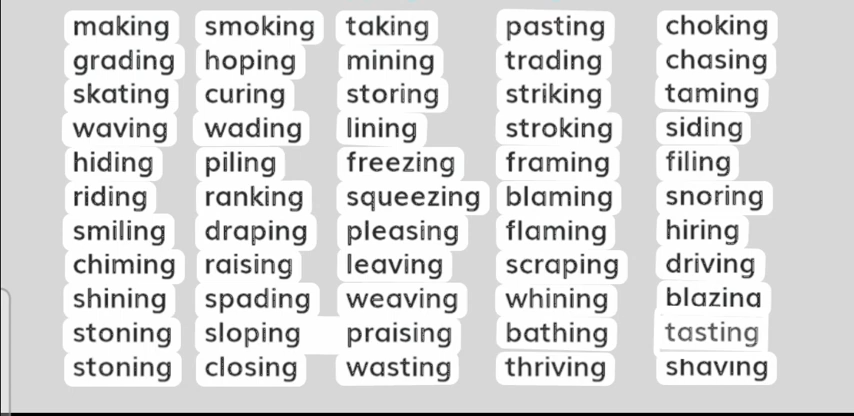 making smoking taking pasting choking
grading hoping mining trading chasing
skating curing storing striking taming
waving wading lining stroking siding
hiding piling freezing framing filing
riding ranking squeezing blaming snoring
smiling draping pleasing flaming hiring
chiming raising leaving scraping driving
shining spading weaving whining blazing
stoning sloping praising bathing tasting
stoning closing wasting thriving shaving